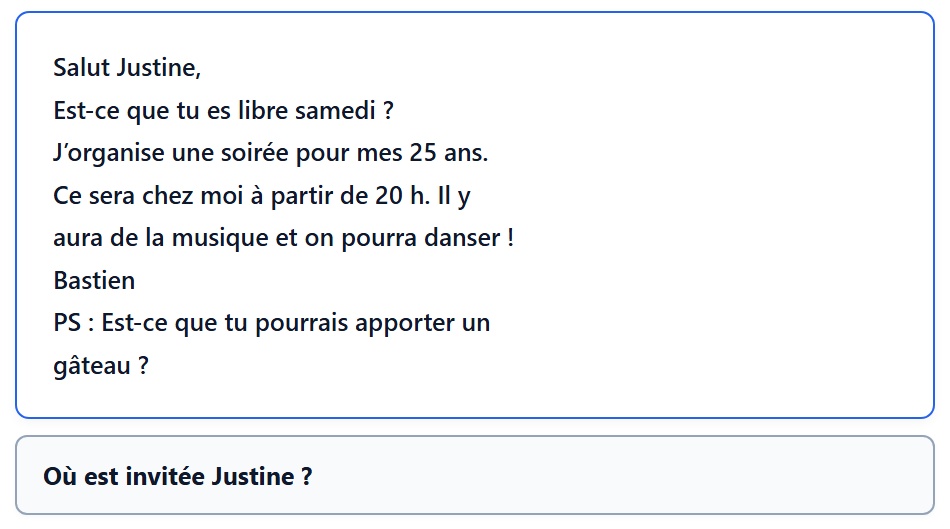 Salut Justine,
Est-ce que tu es libre samedi ?
J’organise une soirée pour mes 25 ans.
Ce sera chez moi à partir de 20 h. Il y
aura de la musique et on pourra danser !
Bastien
PS : Est-ce que tu pourrais apporter un
gâteau ?
Où est invitée Justine ?